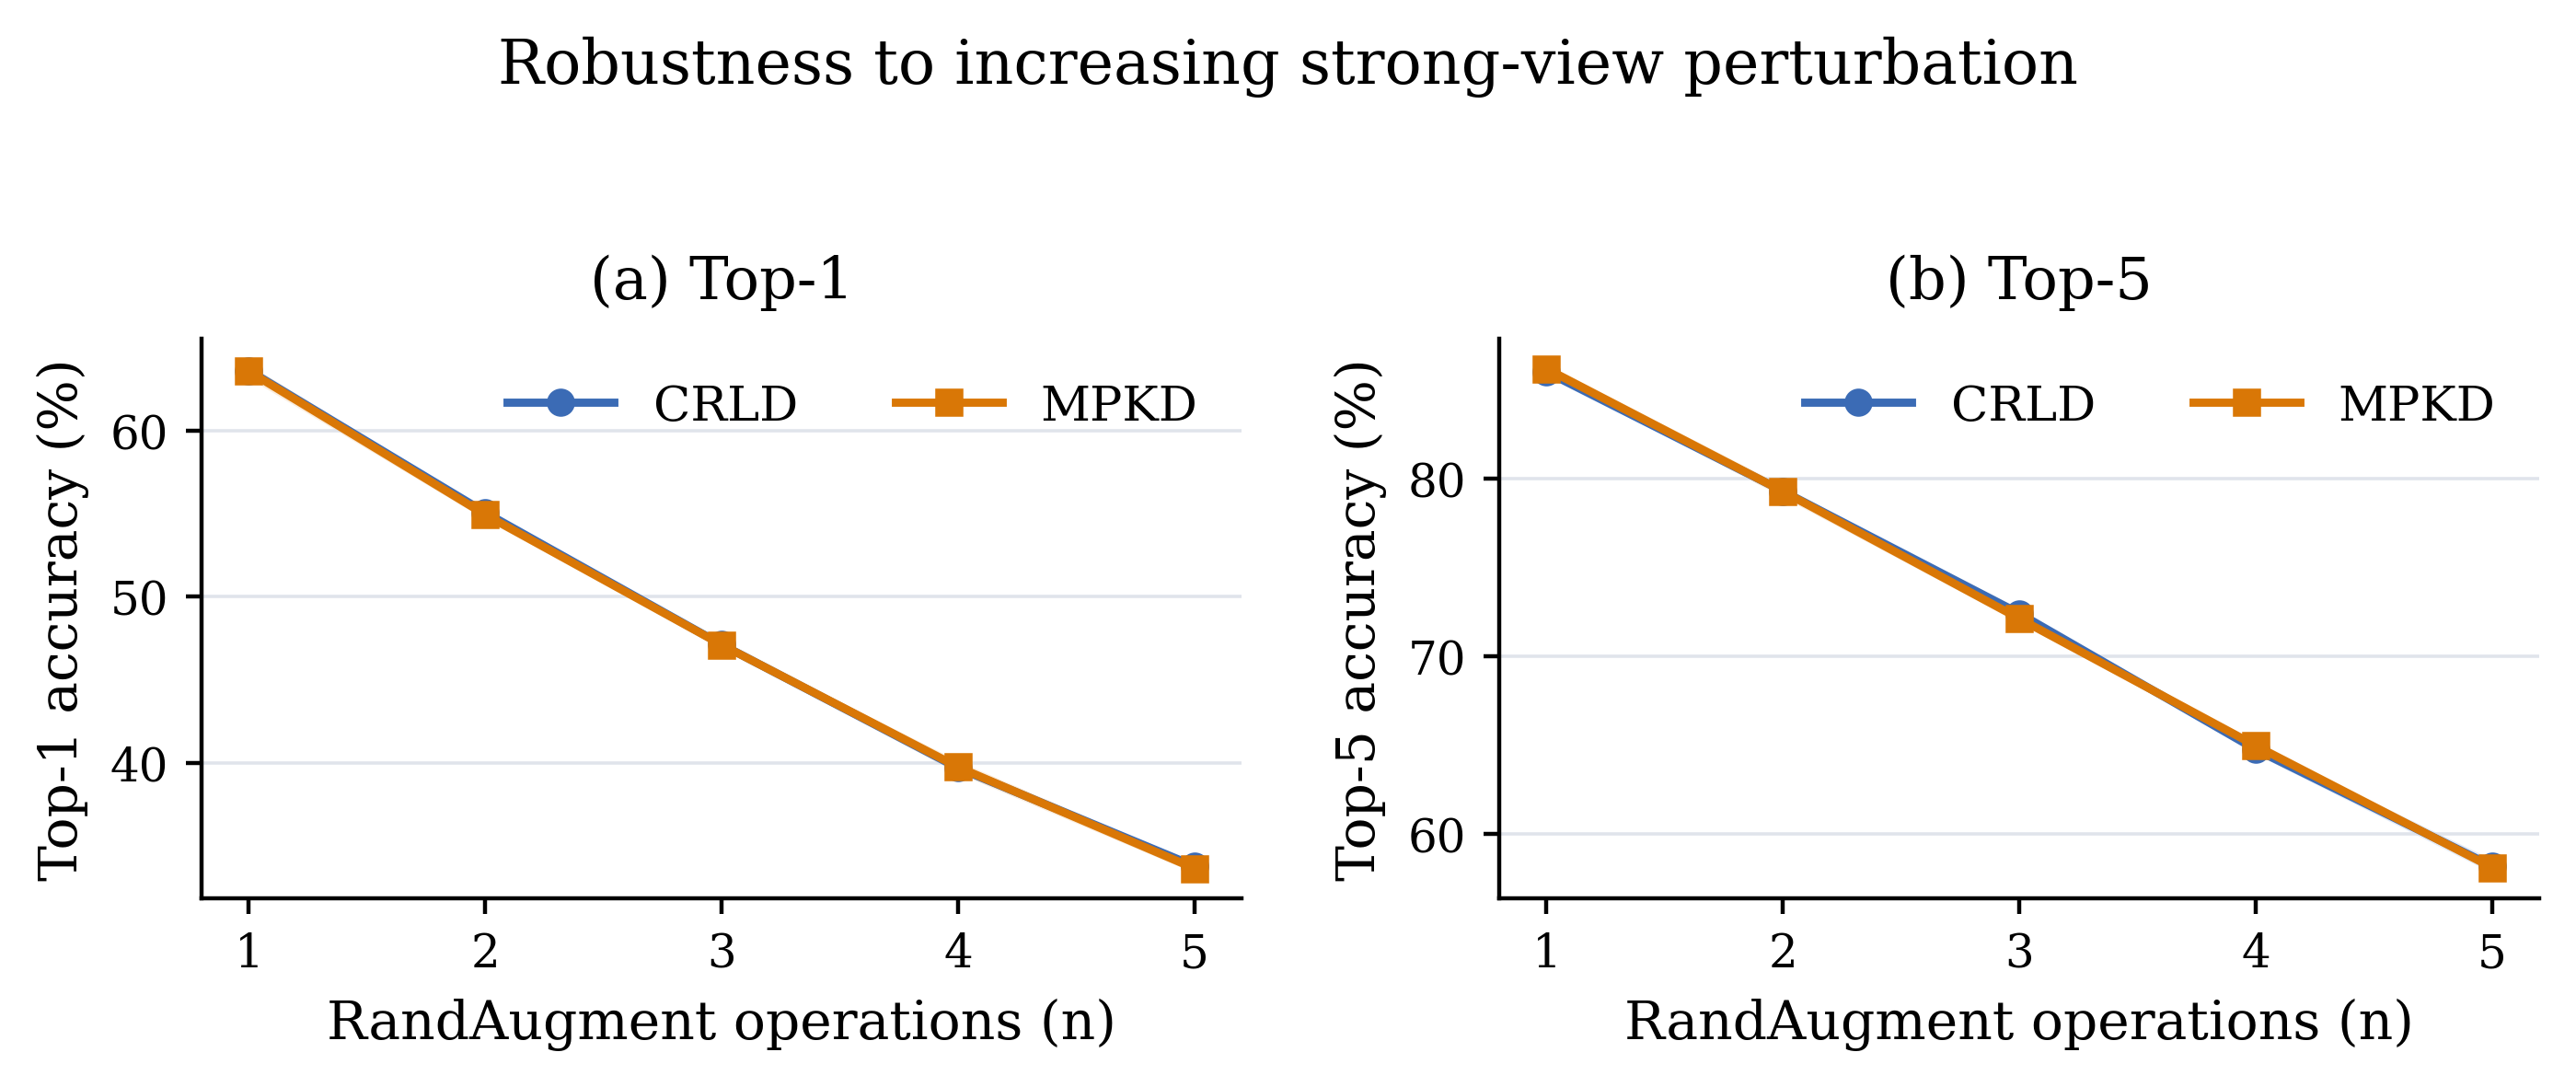 Robustness to increasing strong-view perturbation
(a) Top-1
Top-1 accuracy (%)
60
50
40
CRLD
MPKD
1 2 3 4 5
RandAugment operations (n)
(b) Top-5
Top-5 accuracy (%)
80
70
60
CRLD
MPKD
1 2 3 4 5
RandAugment operations (n)